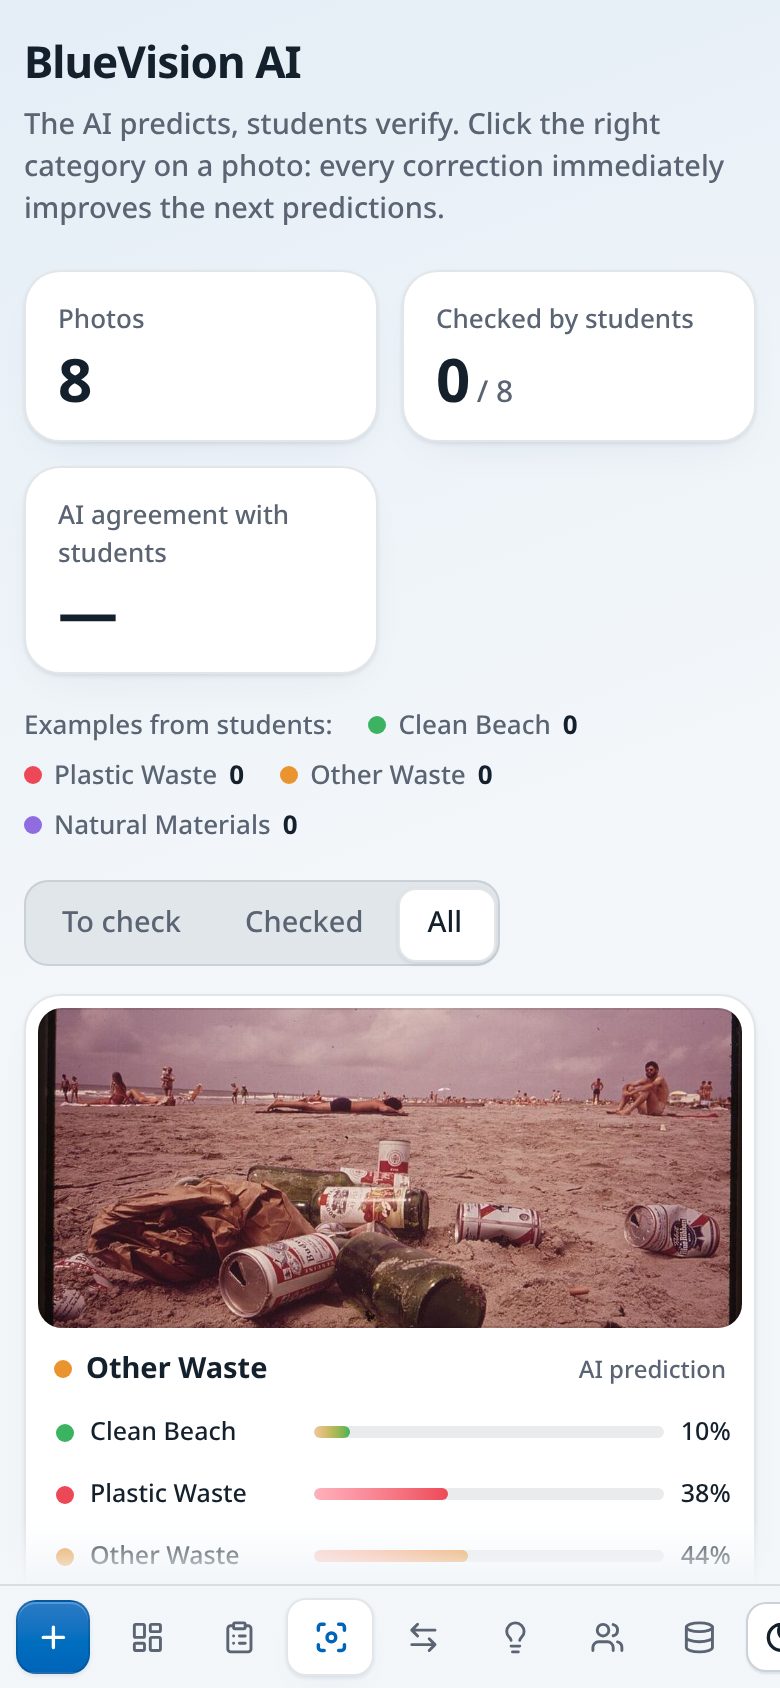 BlueVision AI
The AI predicts, students verify. Click the right
category on a photo: every correction immediately
improves the next predictions.
Photos
8
Checked by students
0 / 8
AI agreement with
students
—
Examples from students: Clean Beach 0
Plastic Waste 0 Other Waste 0
Natural Materials 0
To check Checked All
Other Waste AI prediction
Clean Beach 10%
Plastic Waste 38%
Other Waste 44%